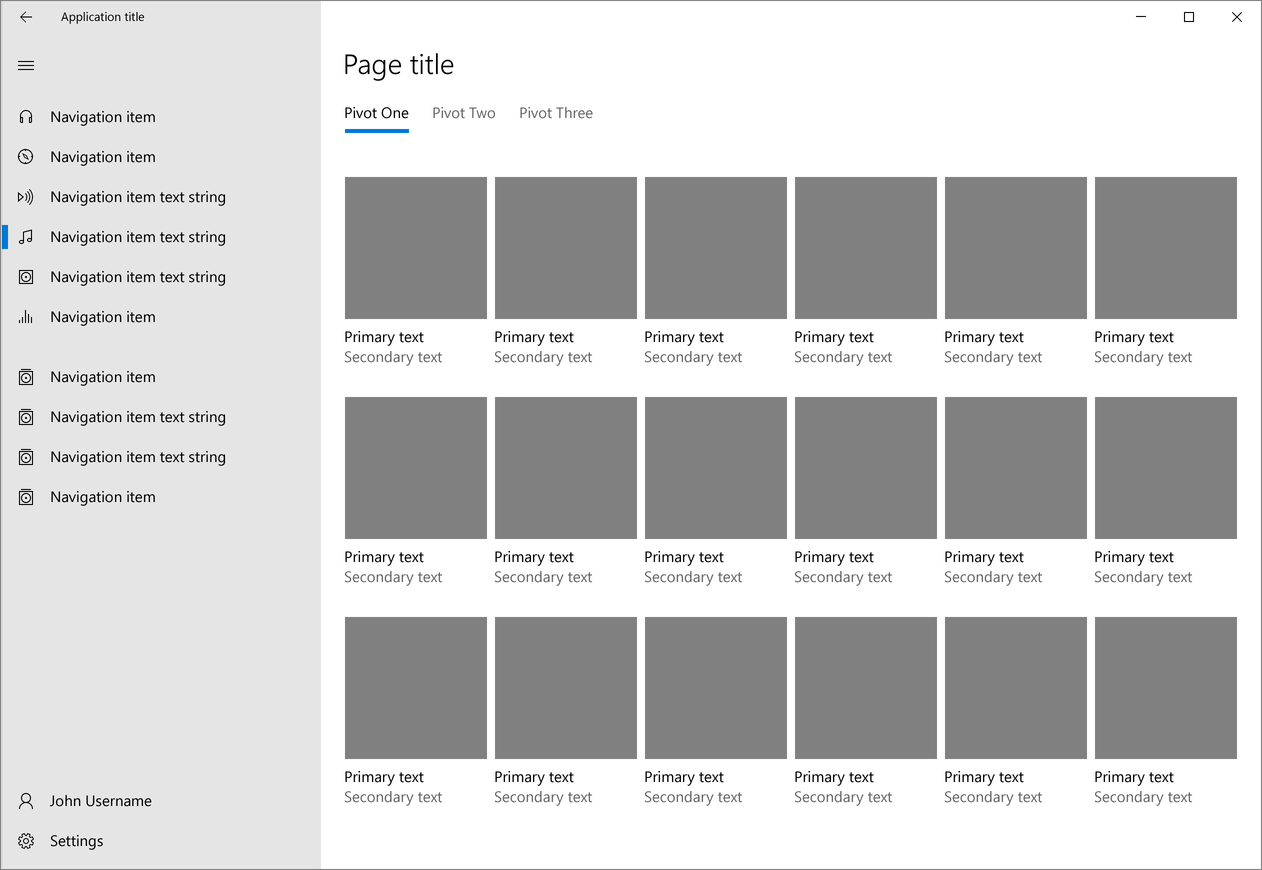 Application title
Navigation item
Navigation item
Navigation item text string
Navigation item text string
Navigation item text string
Navigation item
Navigation item
Navigation item text string
Navigation item text string
Navigation item
John Username
Settings
Page title
Pivot One Pivot Two Pivot Three
Primary text Primary text Primary text Primary text Primary text Primary text
Secondary text Secondary text Secondary text Secondary text Secondary text Secondary text
Primary text Primary text Primary text Primary text Primary text Primary text
Secondary text Secondary text Secondary text Secondary text Secondary text Secondary text
Primary text Primary text Primary text Primary text Primary text Primary text
Secondary text Secondary text Secondary text Secondary text Secondary text Secondary text